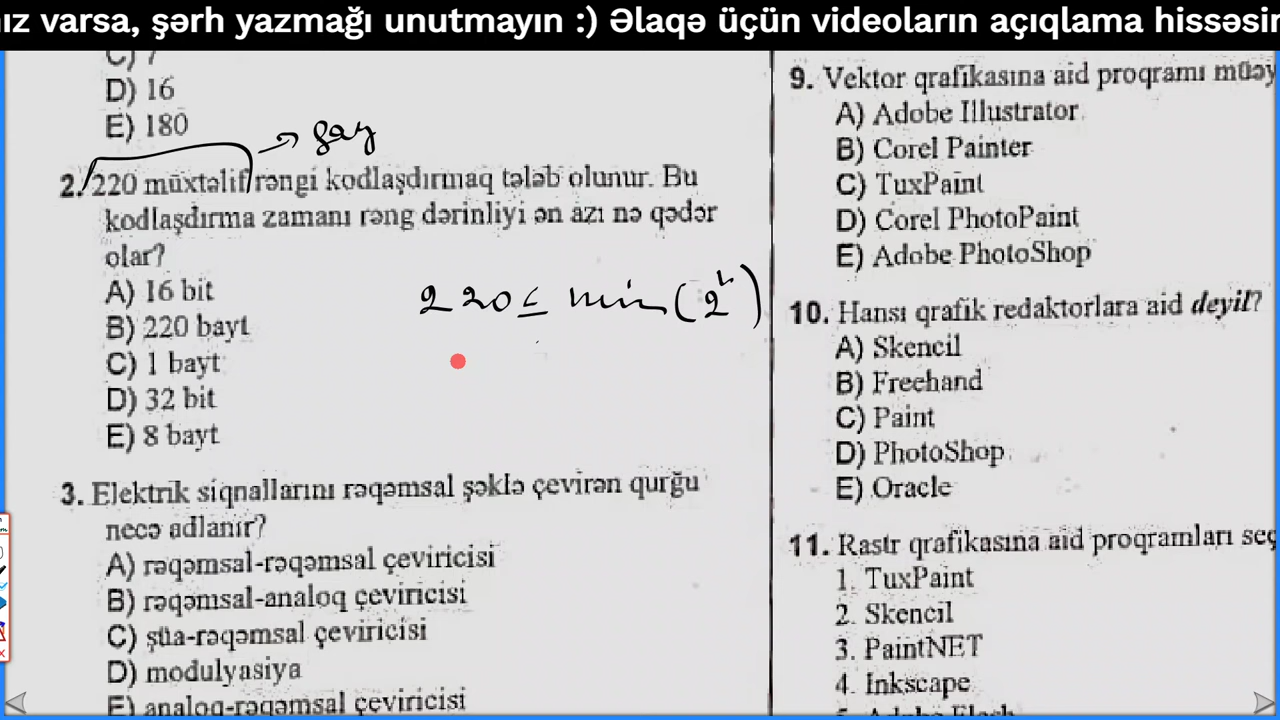 ız varsa, şərh yazmağı unutmayın :) Əlaqə üçün videoların açıqlama hissəsin
C) 7
D) 16
E) 180
say
2. 220 müxtəlif rəngi kodlaşdırmaq tələb olunur. Bu
kodlaşdırma zamanı rəng dərinliyi ən azı nə qədər
olar?
A) 16 bit
B) 220 bayt
C) 1 bayt
D) 32 bit
E) 8 bayt
220 ≤ min(2
3. Elektrik siqnallarını rəqəmsal şəklə çevirən qurğu
necə adlanır?
A) rəqəmsal-rəqəmsal çeviricisi
B) rəqəmsal-analoq çeviricisi
C) şüa-rəqəmsal çeviricisi
D) modulyasiya
E) analoq-rəqəmsal çeviricisi
9. Vektor qrafikasına aid proqramı müəy
A) Adobe Illustrator
B) Corel Painter
C) TuxPaint
D) Corel PhotoPaint
E) Adobe PhotoShop
10. Hansı qrafik redaktorlara aid deyil?
A) Skencil
B) Freehand
C) Paint
D) PhotoShop
E) Oracle
11. Rastr qrafikasına aid proqramları seç
1. TuxPaint
2. Skencil
3. PaintNET
4. Inkscape
5. Adobe Flash